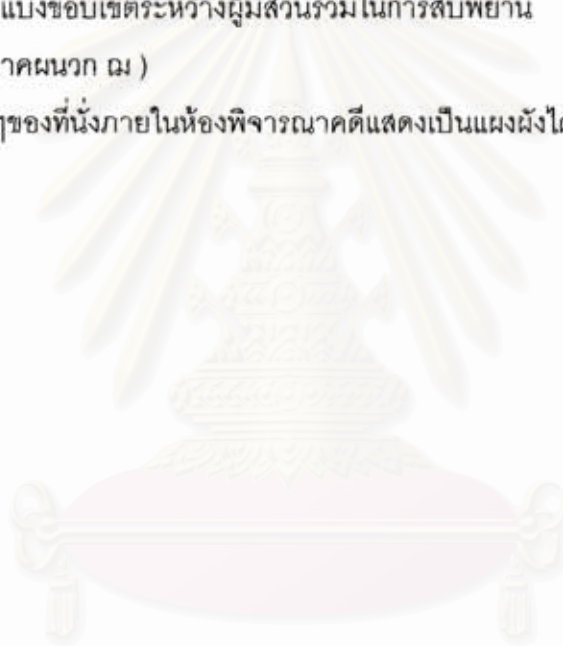 แบ่งขอบเขตระหว่างผู้มีส่วนร่วมในการสืบพยาน
าคผนวก ฌ )
ๆของที่นั่งภายในห้องพิจารณาคดีแสดงเป็นแผงผังได้